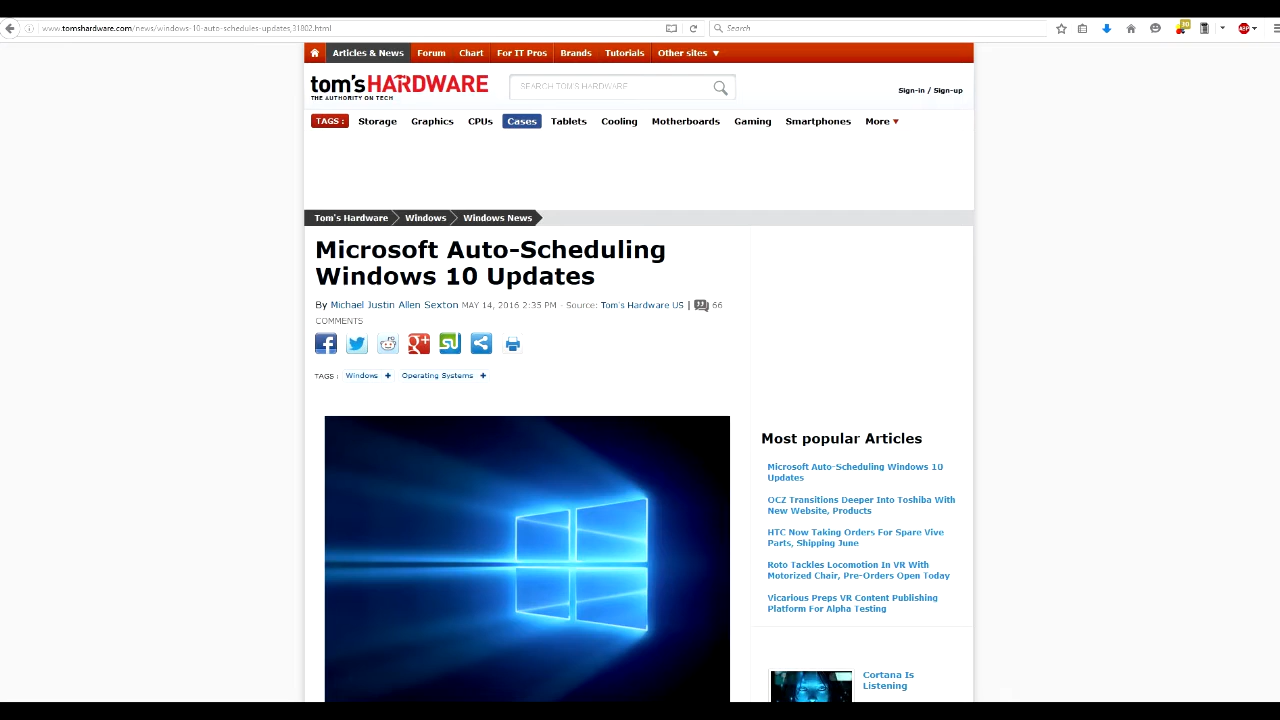 www.tomshardware.com/news/windows-10-auto-schedules-updates,31802.html
Search
Articles & News Forum Chart For IT Pros Brands Tutorials Other sites
tom'sHARDWARE
THE AUTHORITY ON TECH
SEARCH TOM'S HARDWARE
Sign-in / Sign-up
TAGS : Storage Graphics CPUs Cases Tablets Cooling Motherboards Gaming Smartphones More
Tom's Hardware Windows Windows News
Microsoft Auto-Scheduling
Windows 10 Updates
By Michael Justin Allen Sexton MAY 14, 2016 2:35 PM - Source: Tom's Hardware US | 66
COMMENTS
TAGS : Windows + Operating Systems +
Most popular Articles
Microsoft Auto-Scheduling Windows 10
Updates
OCZ Transitions Deeper Into Toshiba With
New Website, Products
HTC Now Taking Orders For Spare Vive
Parts, Shipping June
Roto Tackles Locomotion In VR With
Motorized Chair, Pre-Orders Open Today
Vicarious Preps VR Content Publishing
Platform For Alpha Testing
Cortana Is
Listening